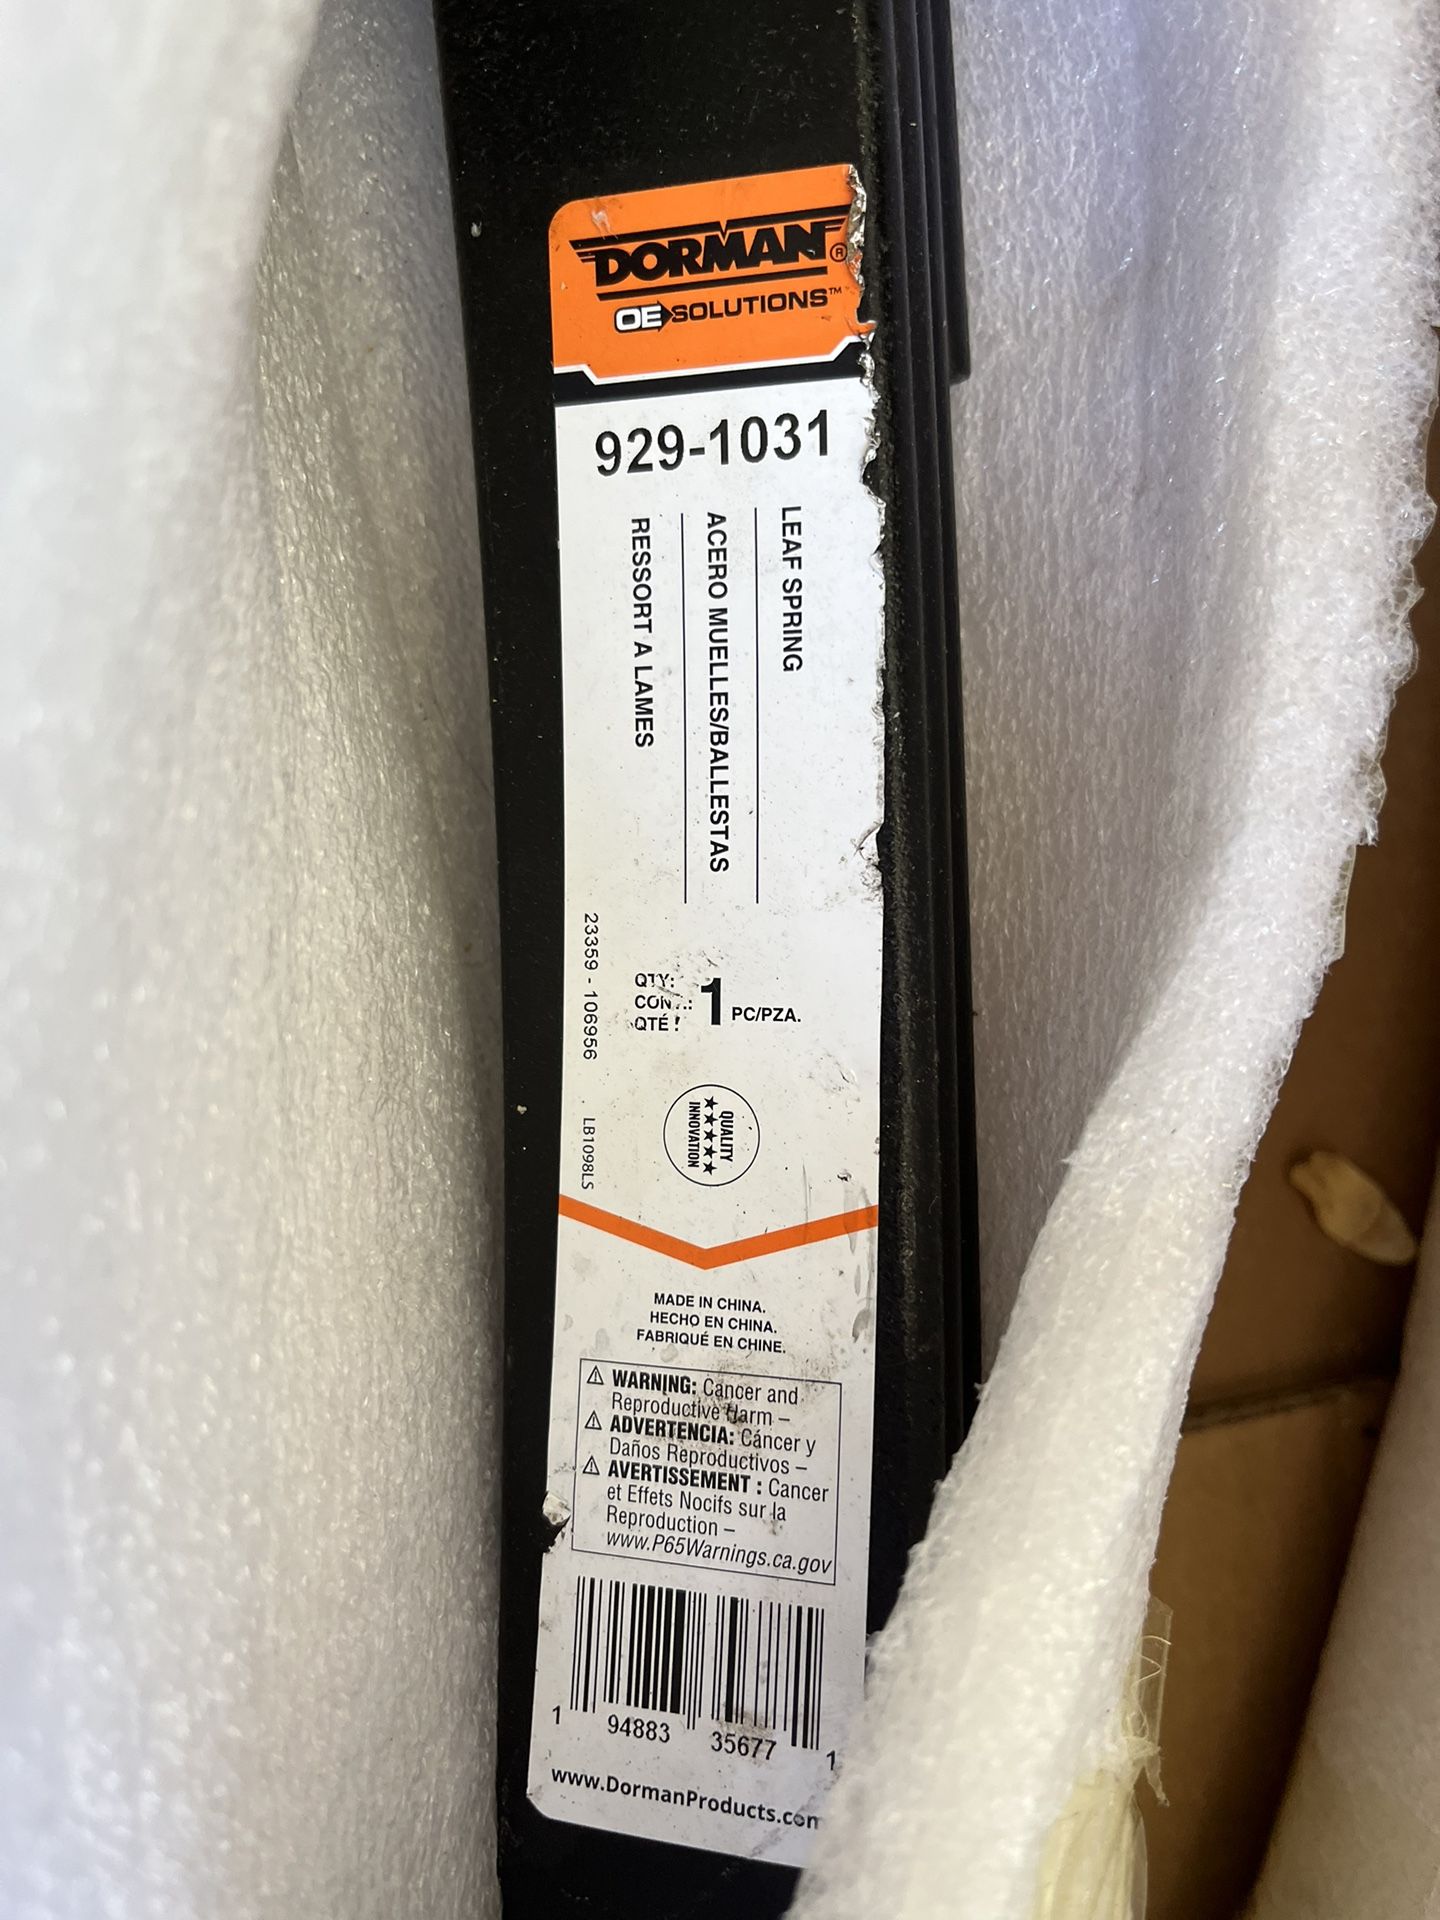 DORMAN®
OE SOLUTIONS™
929-1031
LEAF SPRING
ACERO MUELLES/BALLESTAS
RESSORT A LAMES
QTY: 1 PC/PZA.
QTÉ :
23359 - 106956 LB1098LS
QUALITY
INNOVATION
MADE IN CHINA.
HECHO EN CHINA.
FABRIQUÉ EN CHINE.
⚠ WARNING: Cancer and
Reproductive Harm –
⚠ ADVERTENCIA: Cáncer y
Daños Reproductivos –
⚠ AVERTISSEMENT : Cancer
et Effets Nocifs sur la
Reproduction –
www.P65Warnings.ca.gov
1 94883 35677 1
www.DormanProducts.com